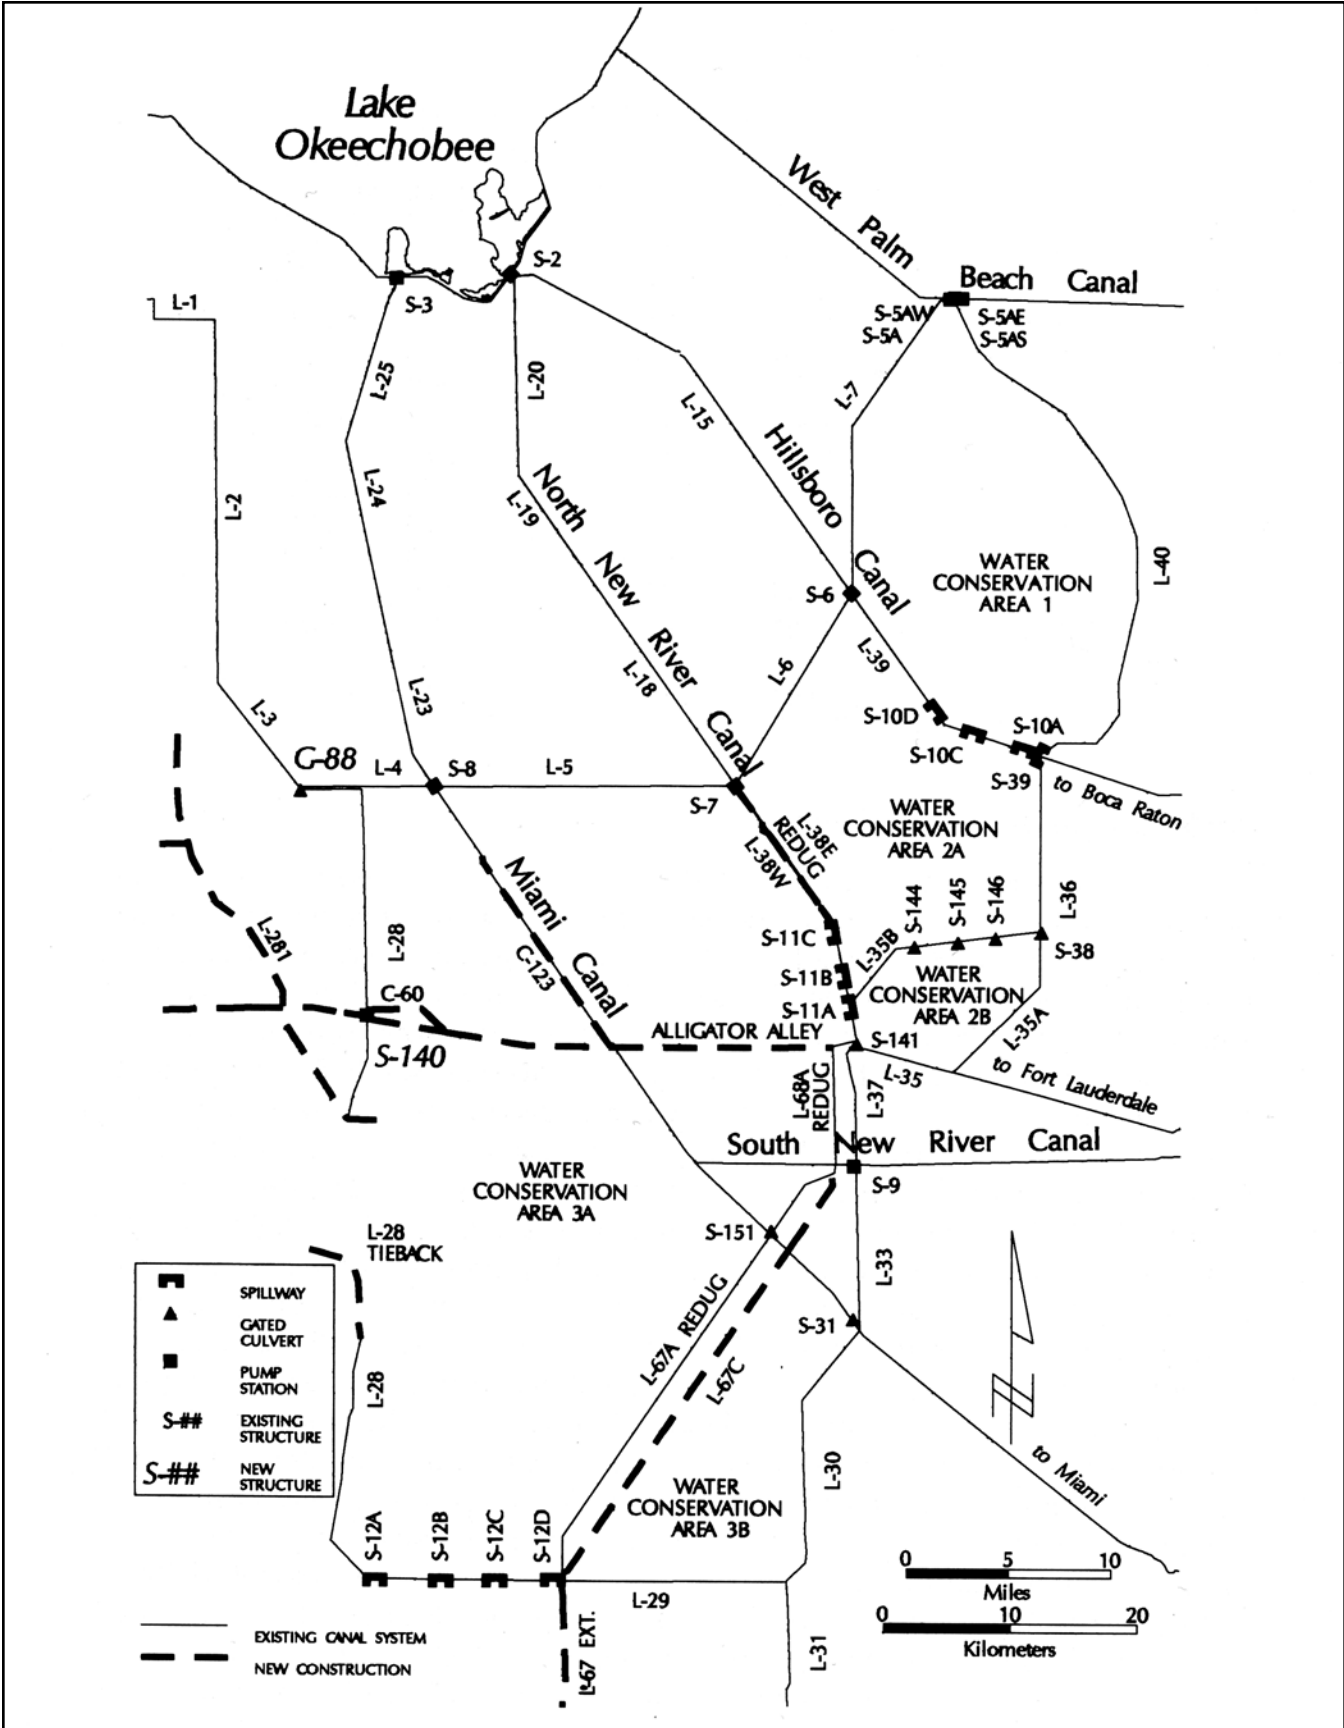 Lake
Okeechobee
West Palm
Beach Canal
S-2
S-3
L-1
S-5AW
S-5A
S-5AE
S-5AS
L-25
L-20
L-7
L-15
Hillsboro
Canal
L-24
L-2
North
New
River
Canal
L-19
WATER
CONSERVATION
AREA 1
L-40
S-6
L-39
L-6
L-18
L-23
L-3
S-10D
S-10A
S-10C
S-39
to Boca Raton
G-88
L-4
S-8
L-5
S-7
L-38E
REDUG
L-38W
WATER
CONSERVATION
AREA 2A
S-144
S-145
S-146
L-36
Miami
Canal
C-123
L-281
L-28
S-11C
L-35B
S-38
S-11B
WATER
CONSERVATION
AREA 2B
C-60
S-11A
L-35A
ALLIGATOR ALLEY
S-141
S-140
L-68A
REDUG
L-37
L-35
to Fort Lauderdale
South New River Canal
WATER
CONSERVATION
AREA 3A
S-9
S-151
L-28
TIEBACK
L-33
SPILLWAY
GATED
CULVERT
PUMP
STATION
S-## EXISTING
STRUCTURE
S-## NEW
STRUCTURE
L-67A REDUG
L-67C
S-31
L-28
L-30
to Miami
WATER
CONSERVATION
AREA 3B
S-12A
S-12B
S-12C
S-12D
L-29
L-67 EXT.
L-31
0 5 10
Miles
0 10 20
Kilometers
EXISTING CANAL SYSTEM
NEW CONSTRUCTION